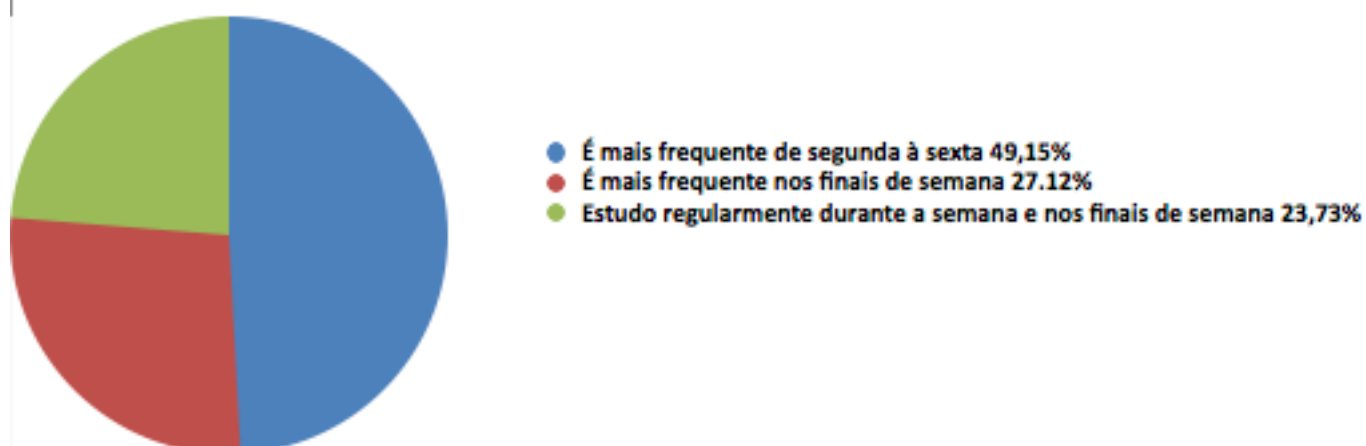 É mais frequente de segunda à sexta 49,15%
É mais frequente nos finais de semana 27.12%
Estudo regularmente durante a semana e nos finais de semana 23,73%